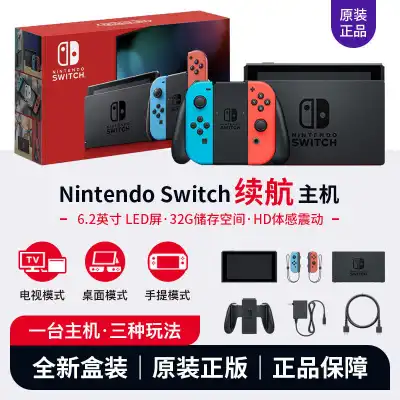 原装
正品
NINTENDO
SWITCH
NINTENDO
SWITCH
Nintendo Switch 续航 主机
6.2英寸 LED屏·32G储存空间·HD体感震动
TV
电视模式
桌面模式
手提模式
一台主机·三种玩法
全新盒装｜原装正版｜正品保障